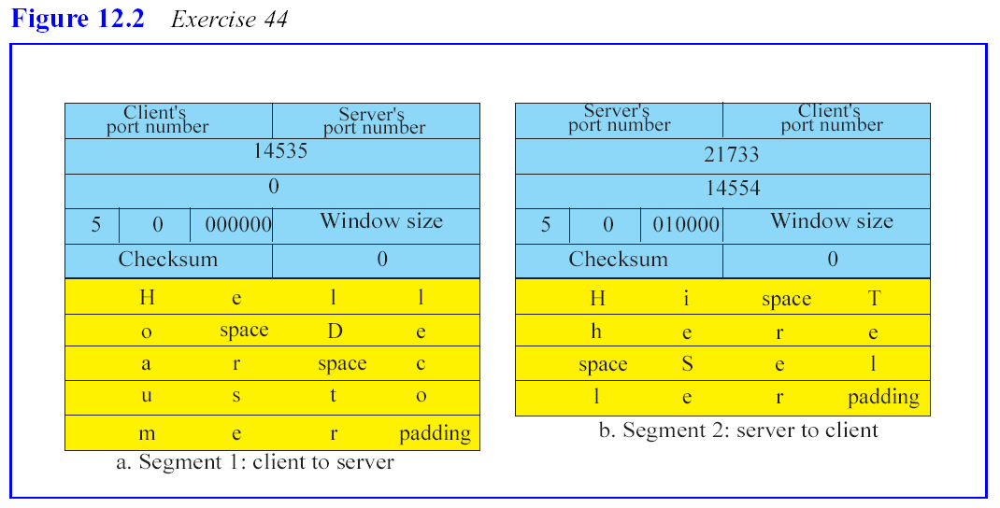 Figure 12.2 Exercise 44
Client's
port number
Server's
port number
14535
0
5 0 000000 Window size
Checksum 0
H e l l
o space D e
a r space c
u s t o
m e r padding
a. Segment 1: client to server
Server's
port number
Client's
port number
21733
14554
5 0 010000 Window size
Checksum 0
H i space T
h e r e
space S e l
l e r padding
b. Segment 2: server to client